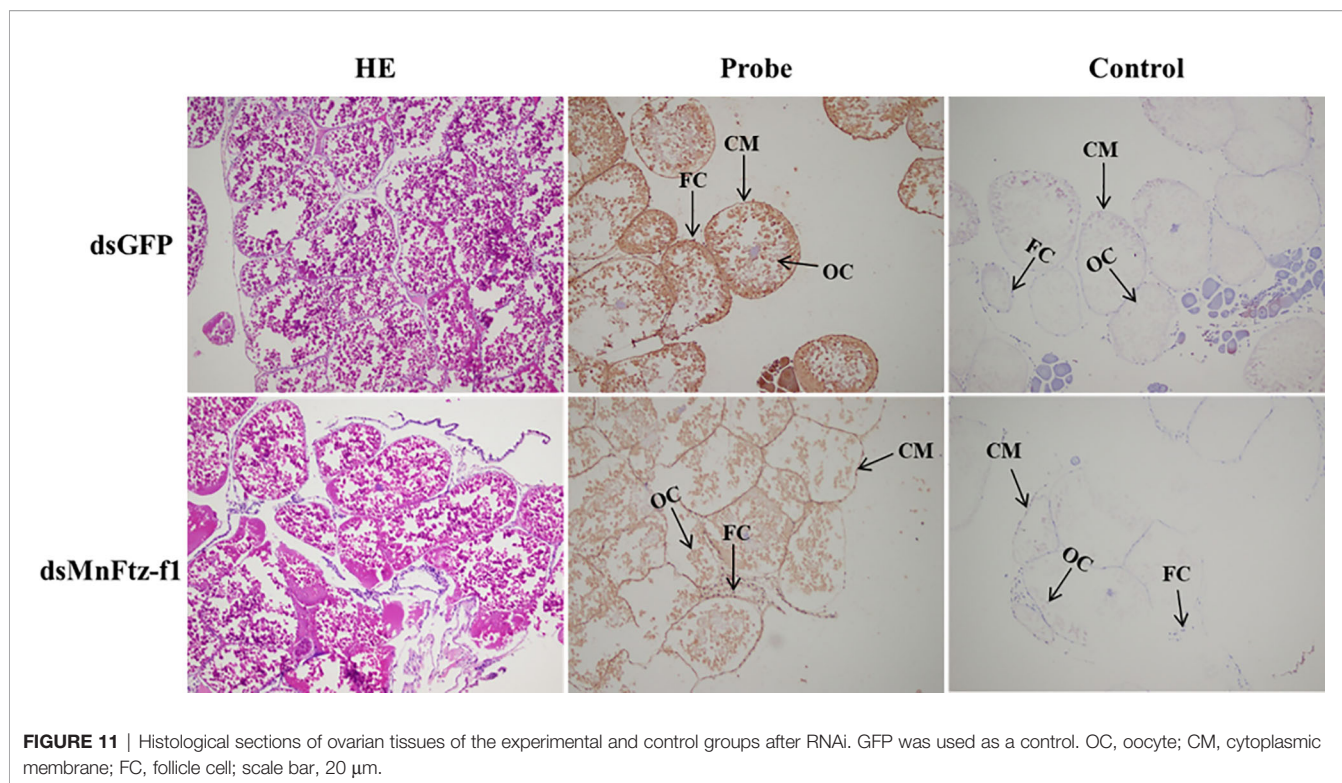 HE Probe Control
dsGFP
CM
FC
OC
CM
FC
OC
dsMnFtz-f1
CM
OC
FC
CM
OC
FC
FIGURE 11 | Histological sections of ovarian tissues of the experimental and control groups after RNAi. GFP was used as a control. OC, oocyte; CM, cytoplasmic
membrane; FC, follicle cell; scale bar, 20 μm.